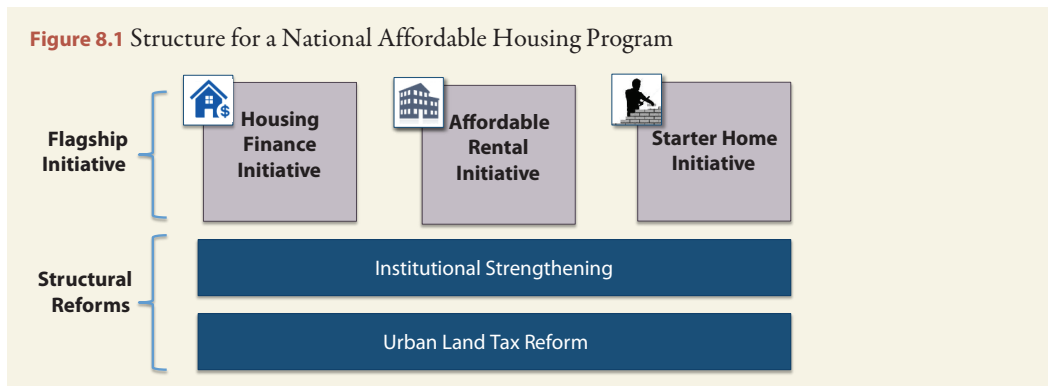 Figure 8.1 Structure for a National Affordable Housing Program
Flagship
Initiative
$
Housing
Finance
Initiative
Affordable
Rental
Initiative
Starter Home
Initiative
Structural
Reforms
Institutional Strengthening
Urban Land Tax Reform